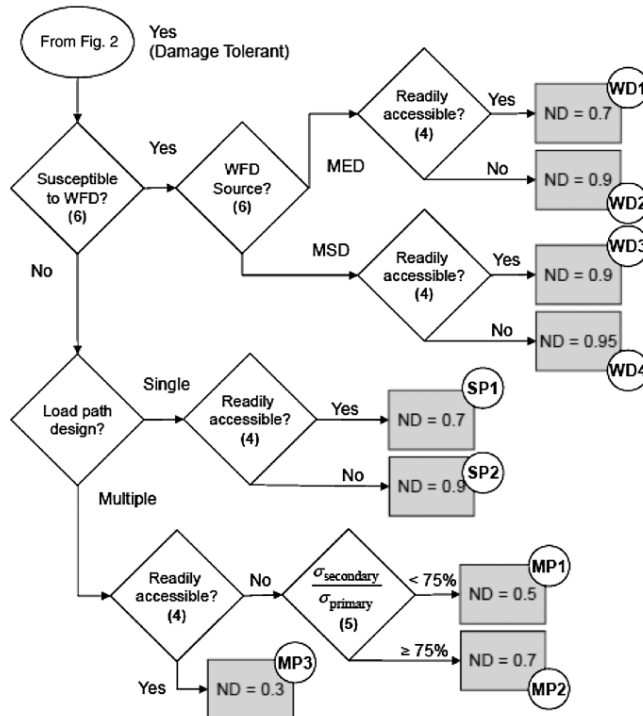 From Fig. 2
Yes
(Damage Tolerant)
Susceptible
to WFD?
(6)
Yes
WFD
Source?
(6)
MED
Readily
accessible?
(4)
Yes
ND = 0.7
WD1
No
ND = 0.9
WD2
MSD
Readily
accessible?
(4)
Yes
ND = 0.9
WD3
No
ND = 0.95
WD4
No
Load path
design?
Single
Readily
accessible?
(4)
Yes
ND = 0.7
SP1
No
ND = 0.9
SP2
Multiple
Readily
accessible?
(4)
No
σsecondary
σprimary
(5)
< 75%
ND = 0.5
MP1
≥ 75%
ND = 0.7
MP2
Yes
ND = 0.3
MP3